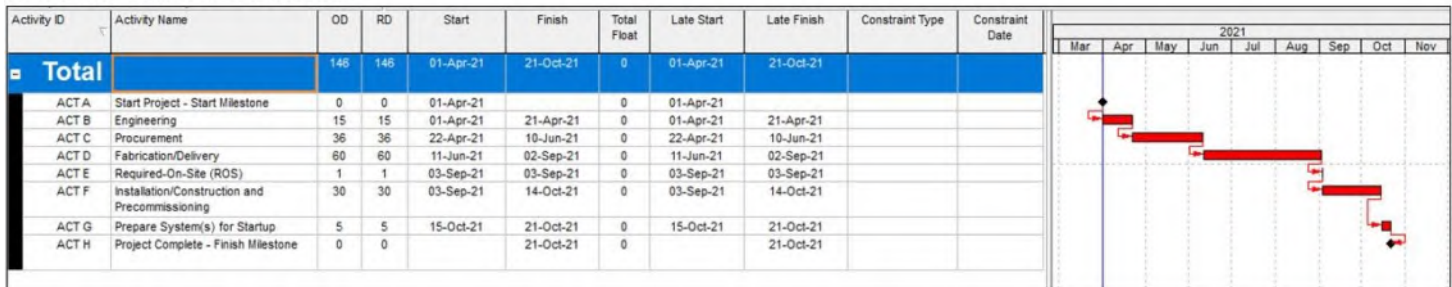 Activity ID Activity Name OD RD Start Finish Total Float Late Start Late Finish Constraint Type Constraint Date
2021
Mar Apr May Jun Jul Aug Sep Oct Nov
Total 146 146 01-Apr-21 21-Oct-21 0 01-Apr-21 21-Oct-21
ACT A Start Project - Start Milestone 0 0 01-Apr-21 0 01-Apr-21
ACT B Engineering 15 15 01-Apr-21 21-Apr-21 0 01-Apr-21 21-Apr-21
ACT C Procurement 36 36 22-Apr-21 10-Jun-21 0 22-Apr-21 10-Jun-21
ACT D Fabrication/Delivery 60 60 11-Jun-21 02-Sep-21 0 11-Jun-21 02-Sep-21
ACT E Required-On-Site (ROS) 1 1 03-Sep-21 03-Sep-21 0 03-Sep-21 03-Sep-21
ACT F Installation/Construction and 30 30 03-Sep-21 14-Oct-21 0 03-Sep-21 14-Oct-21
Precommissioning
ACT G Prepare System(s) for Startup 5 5 15-Oct-21 21-Oct-21 0 15-Oct-21 21-Oct-21
ACT H Project Complete - Finish Milestone 0 0 21-Oct-21 0 21-Oct-21